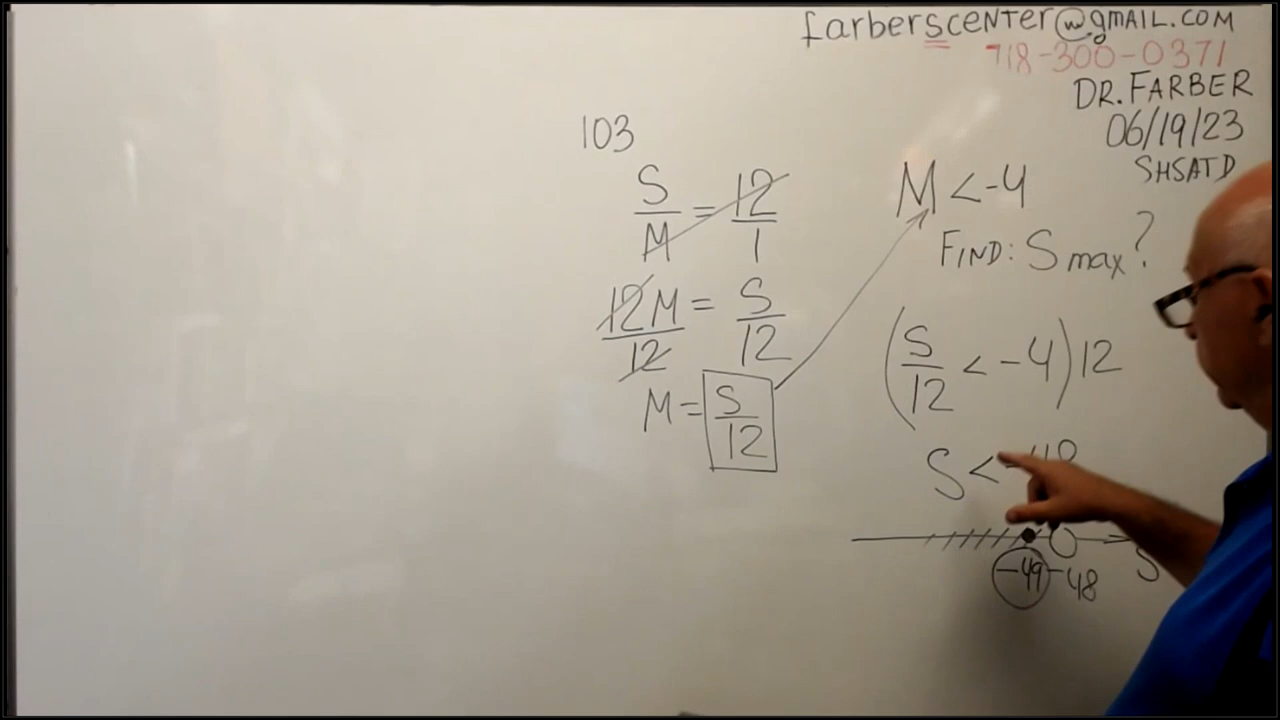 farberscenter@gmail.com
718-300-0371
DR. FARBER
06/19/23
SHSATD
103
S/M = 12/1
12M/12 = S/12
M = S/12
M < -4
FIND: S max?
(S/12 < -4) 12
S < -48
-49 -48 S